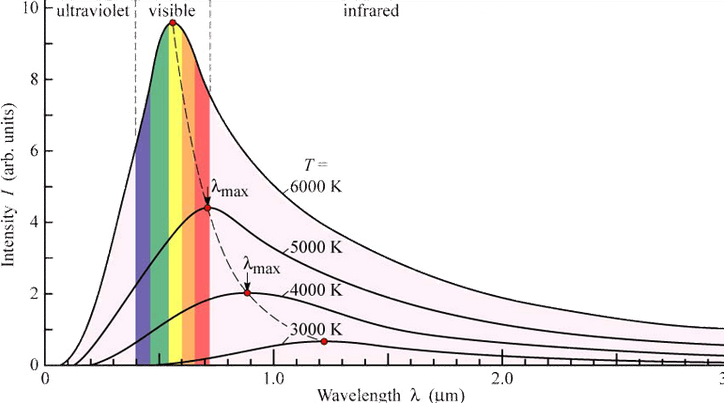 10
ultraviolet visible infrared
8
6
T =
6000 K
λmax
4
5000 K
λmax
4000 K
2
3000 K
0
0 1.0 2.0 3
Intensity I (arb. units)
Wavelength λ (μm)